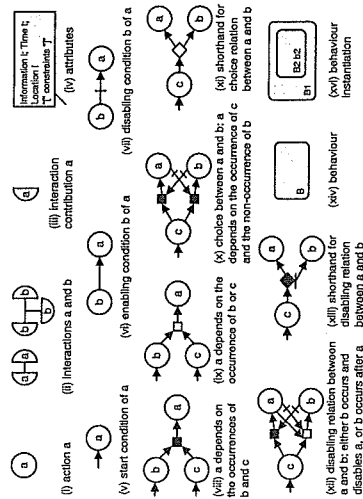 a
(i) action a
a a
b b
b
(ii) interactions a and b
a
(iii) interaction
contribution a
Information i; Time t;
Location l
"T" constraints "T"
(iv) attributes
a
(v) start condition of a
b a
(vi) enabling condition b of a
b a
(vii) disabling condition b of a
b
c
a
(viii) a depends on
the occurrences of
b and c
b
c
a
(ix) a depends on the
occurrence of b or c
c
a
b
(x) choice between a and b: a
depends on the occurrence of c
and the non-occurrence of b
c
a
b
(xi) shorthand for
choice relation
between a and b
c
a
b
(xii) disabling relation between
a and b: either b occurs and
disables a, or b occurs after a
c
a
b
(xiii) shorthand for
disabling relation
between a and b
B
(xiv) behaviour
B2 b2
B1
(xvi) behaviour
instantiation